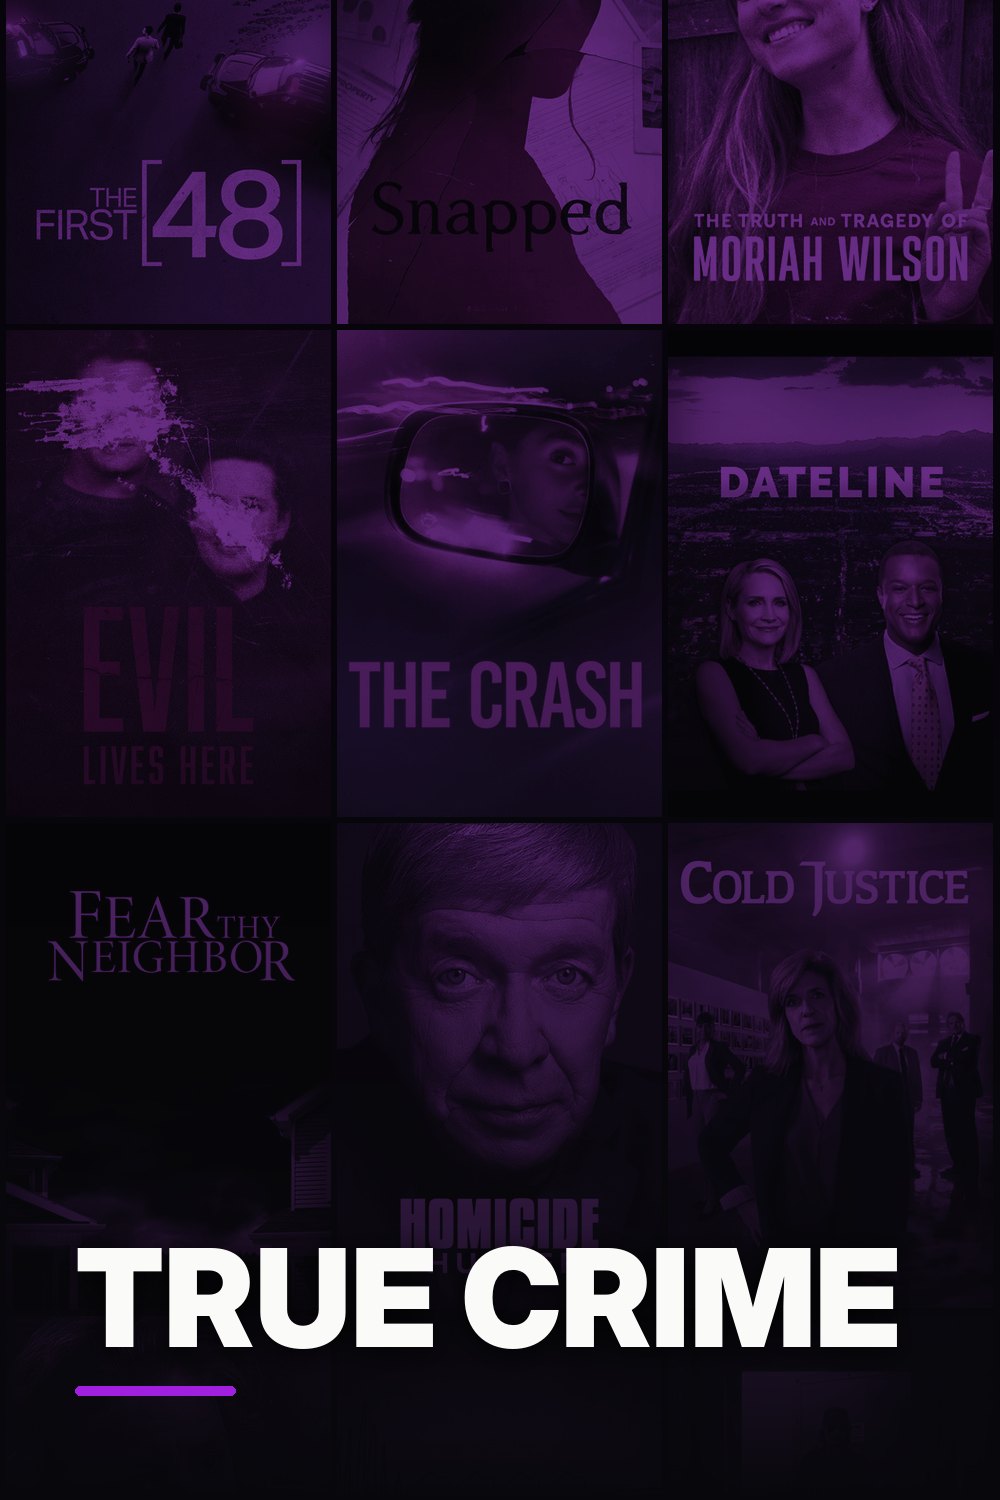 THE
FIRST [48]
Snapped
THE TRUTH AND TRAGEDY OF
MORIAH WILSON
EVIL
LIVES HERE
THE CRASH
DATELINE
FEAR THY
NEIGHBOR
HOMICIDE
COLD JUSTICE
TRUE CRIME